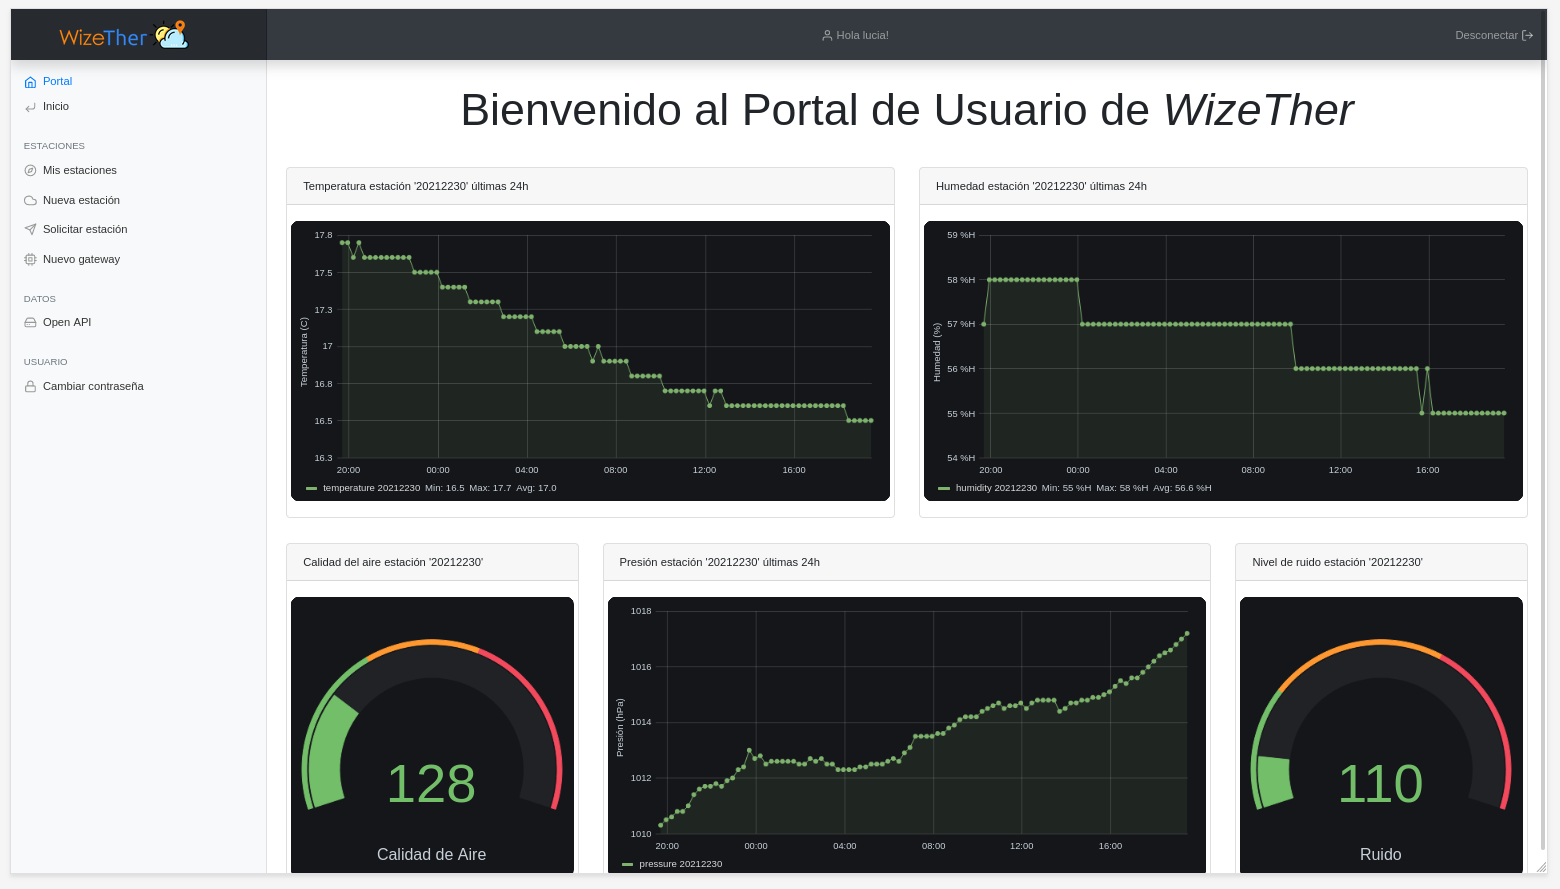 WizeTher
Hola lucia!
Desconectar
Portal
Inicio
ESTACIONES
Mis estaciones
Nueva estación
Solicitar estación
Nuevo gateway
DATOS
Open API
USUARIO
Cambiar contraseña
Bienvenido al Portal de Usuario de WizeTher
Temperatura estación '20212230' últimas 24h
17.8
17.5
17.3
17
16.8
16.5
16.3
Temperatura (C)
20:00 00:00 04:00 08:00 12:00 16:00
temperature 20212230 Min: 16.5 Max: 17.7 Avg: 17.0
Humedad estación '20212230' últimas 24h
59 %H
58 %H
57 %H
56 %H
55 %H
54 %H
Humedad (%)
20:00 00:00 04:00 08:00 12:00 16:00
humidity 20212230 Min: 55 %H Max: 58 %H Avg: 56.6 %H
Calidad del aire estación '20212230'
128
Calidad de Aire
Presión estación '20212230' últimas 24h
1018
1016
1014
1012
1010
Presión (hPa)
20:00 00:00 04:00 08:00 12:00 16:00
pressure 20212230
Nivel de ruido estación '20212230'
110
Ruido